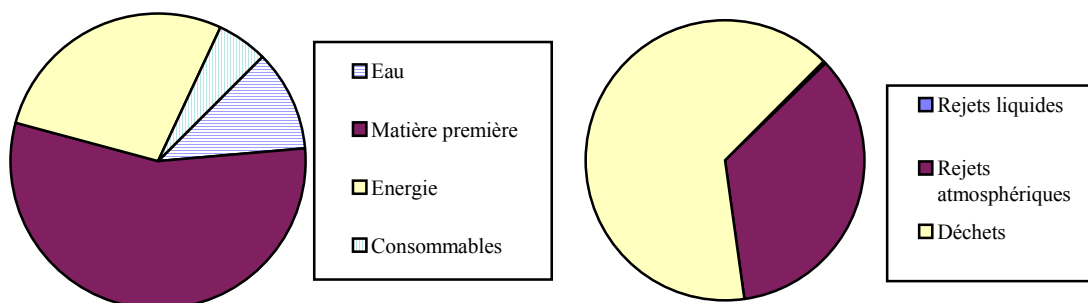 Eau
Matière première
Energie
Consommables
Rejets liquides
Rejets
atmosphériques
Déchets